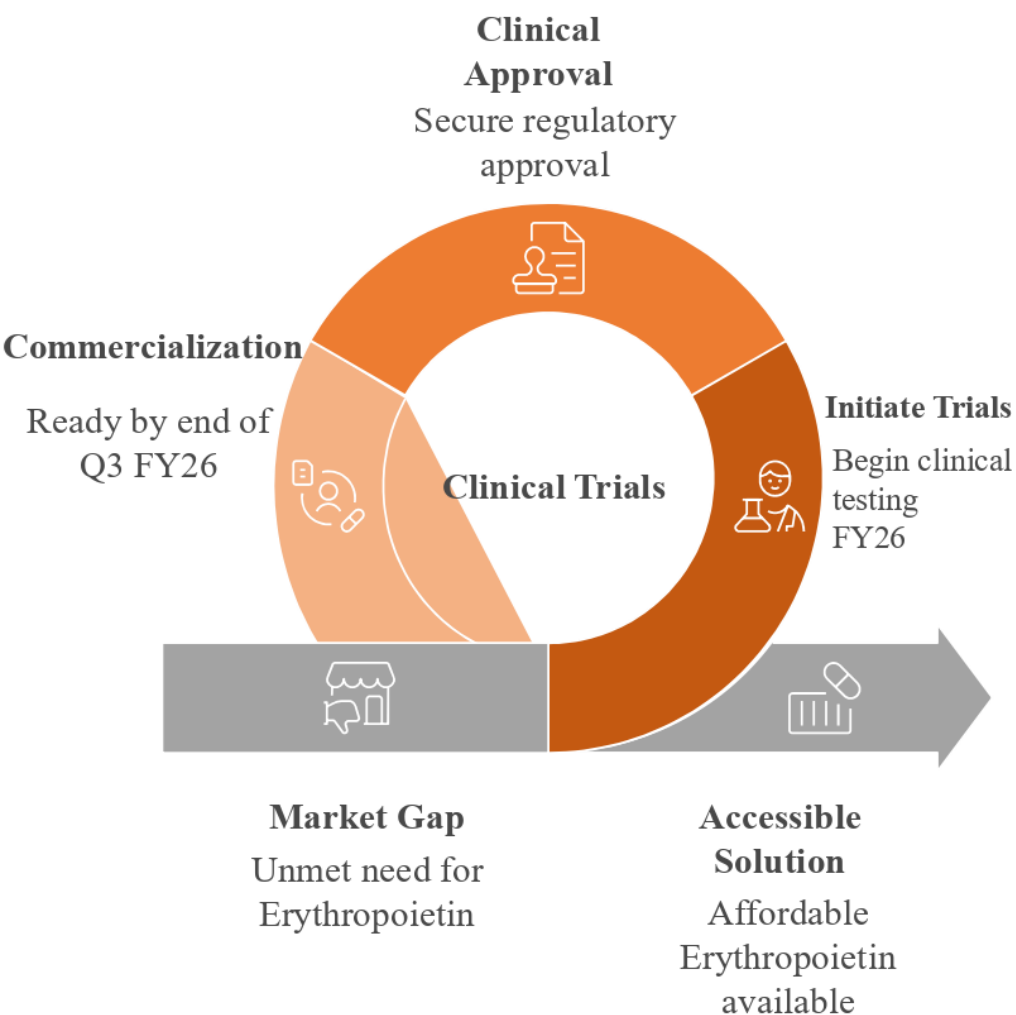 Clinical
Approval
Secure regulatory
approval
Commercialization
Ready by end of
Q3 FY26
Initiate Trials
Begin clinical
testing
FY26
Clinical Trials
Market Gap
Unmet need for
Erythropoietin
Accessible
Solution
Affordable
Erythropoietin
available